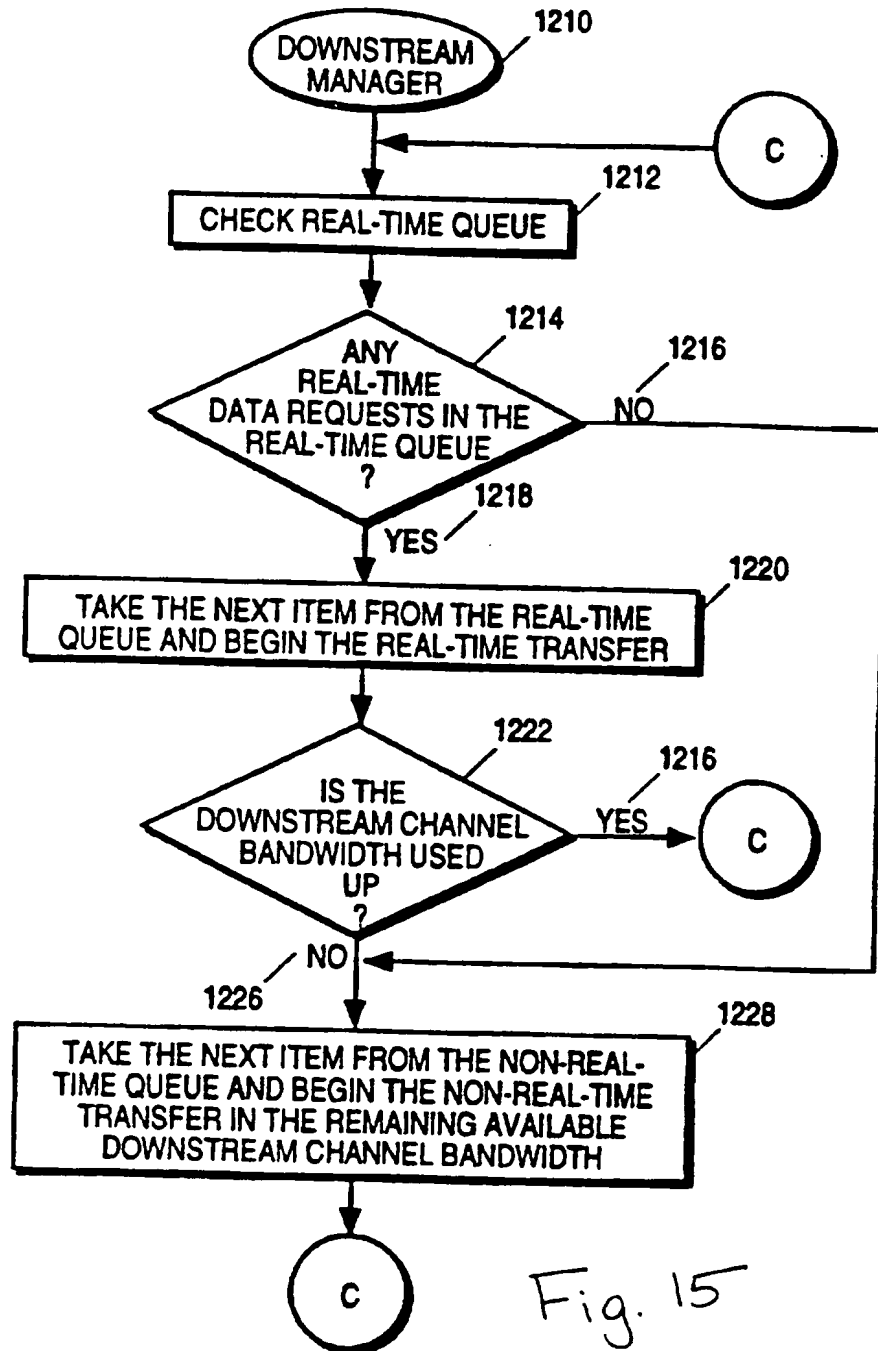 DOWNSTREAM
MANAGER
1210
C
1212
CHECK REAL-TIME QUEUE
1214
ANY
REAL-TIME
DATA REQUESTS IN THE
REAL-TIME QUEUE
?
1216
NO
1218
YES
1220
TAKE THE NEXT ITEM FROM THE REAL-TIME
QUEUE AND BEGIN THE REAL-TIME TRANSFER
1222
IS THE
DOWNSTREAM CHANNEL
BANDWIDTH USED
UP
?
1216
YES
C
NO
1226
1228
TAKE THE NEXT ITEM FROM THE NON-REAL-
TIME QUEUE AND BEGIN THE NON-REAL-TIME
TRANSFER IN THE REMAINING AVAILABLE
DOWNSTREAM CHANNEL BANDWIDTH
C
Fig. 15